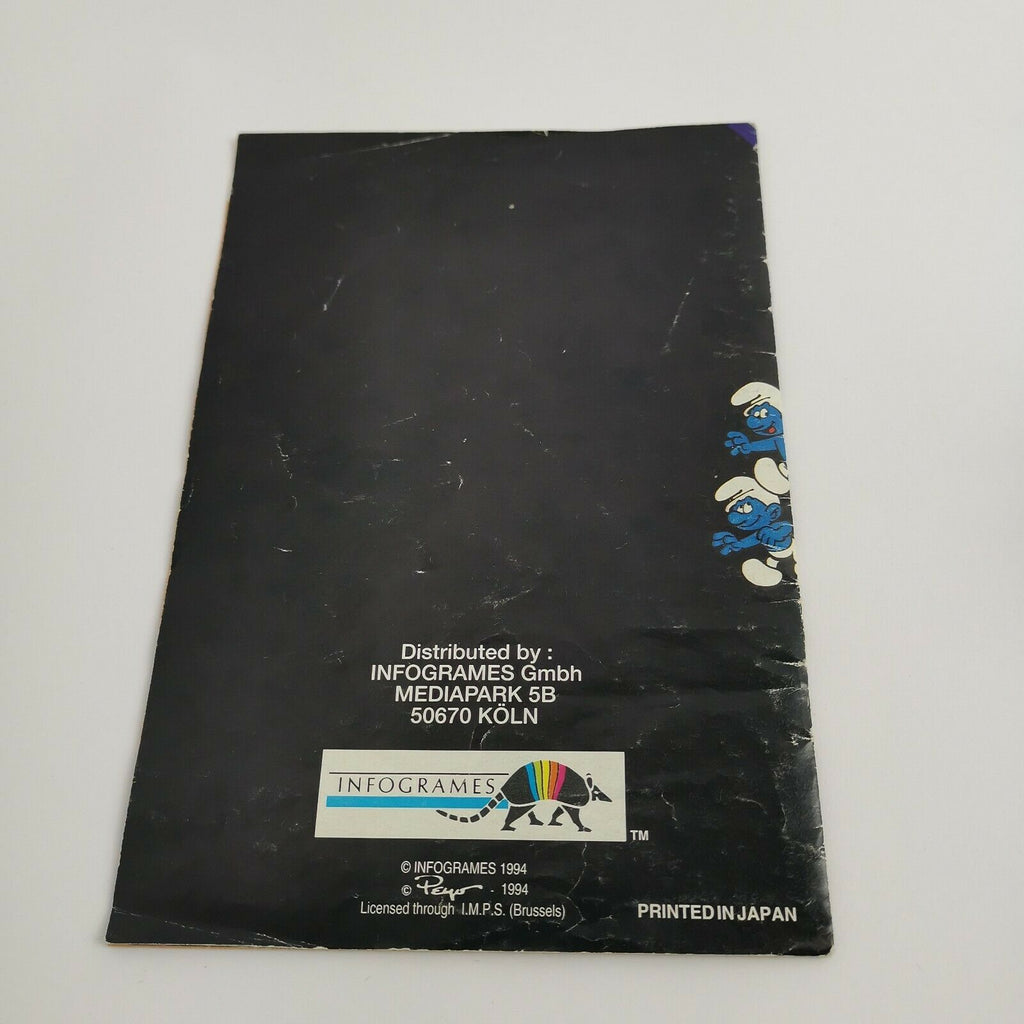 Distributed by :
INFOGRAMES Gmbh
MEDIAPARK 5B
50670 KÖLN
INFOGRAMES
TM
© INFOGRAMES 1994
© Peyo - 1994
Licensed through I.M.P.S. (Brussels)
PRINTED IN JAPAN